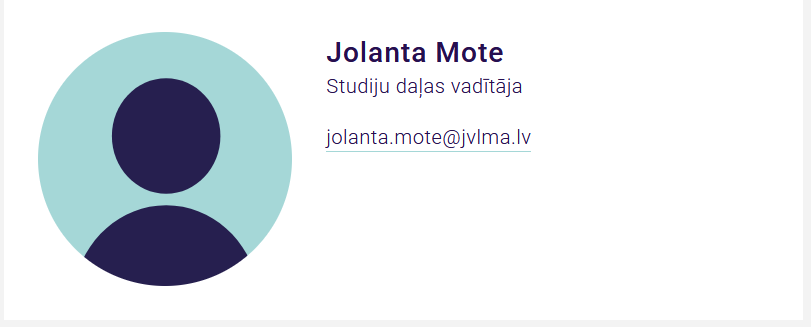 Jolanta Mote
Studiju daļas vadītāja
jolanta.mote@jvlma.lv